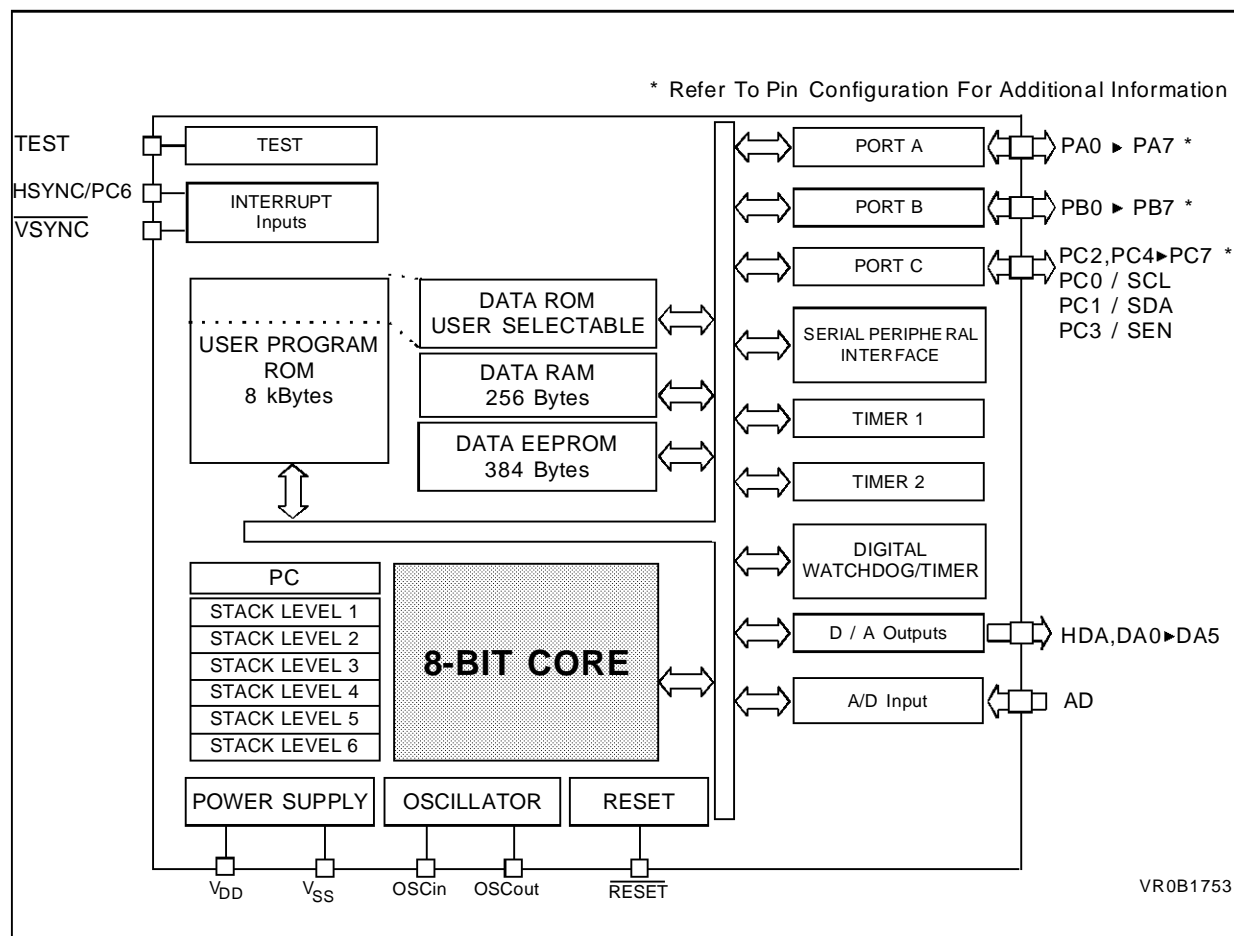 * Refer To Pin Configuration For Additional Information
TEST
TEST
HSYNC/PC6
VSYNC
INTERRUPT
Inputs
USER PROGRAM
ROM
8 kBytes
DATA ROM
USER SELECTABLE
DATA RAM
256 Bytes
DATA EEPROM
384 Bytes
PC
STACK LEVEL 1
STACK LEVEL 2
STACK LEVEL 3
STACK LEVEL 4
STACK LEVEL 5
STACK LEVEL 6
8-BIT CORE
POWER SUPPLY
OSCILLATOR
RESET
VDD
VSS
OSCin
OSCout
RESET
PORT A
PA0 ▸ PA7 *
PORT B
PB0 ▸ PB7 *
PORT C
PC2,PC4▸PC7 *
PC0 / SCL
PC1 / SDA
PC3 / SEN
SERIAL PERIPHERAL
INTERFACE
TIMER 1
TIMER 2
DIGITAL
WATCHDOG/TIMER
D / A Outputs
HDA,DA0▸DA5
A/D Input
AD
VR0B1753